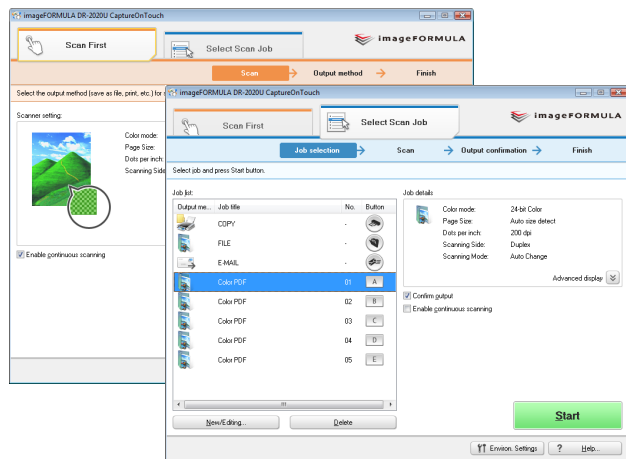 imageFORMULA DR-2020U CaptureOnTouch
Scan First
Select Scan Job
imageFORMULA
Scan
Output method
Finish
Select the output method (save as file, print, etc.) for
Scanner setting:
Color mode:
Page Size:
Dots per inch:
Scanning Side
Enable continuous scanning
imageFORMULA DR-2020U CaptureOnTouch
Scan First
Select Scan Job
imageFORMULA
Job selection
Scan
Output confirmation
Finish
Select job and press Start button.
Job list:
Output me... Job title No. Button
COPY -
FILE -
E-MAIL -
Color PDF 01 A
Color PDF 02 B
Color PDF 03 C
Color PDF 04 D
Color PDF 05 E
New/Editing...
Delete
Job details
Color mode: 24-bit Color
Page Size: Auto size detect
Dots per inch: 200 dpi
Scanning Side: Duplex
Scanning Mode: Auto Change
Advanced display
Confirm output
Enable continuous scanning
Start
Environ. Settings
? Help...